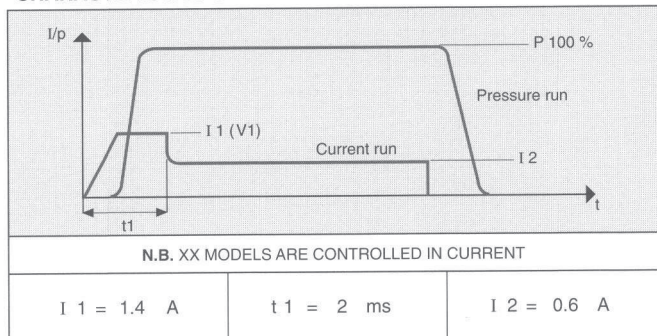 I/p
P 100 %
Pressure run
I 1 (V1)
Current run
I 2
t1
t
N.B. XX MODELS ARE CONTROLLED IN CURRENT
I 1 = 1.4 A
t 1 = 2 ms
I 2 = 0.6 A